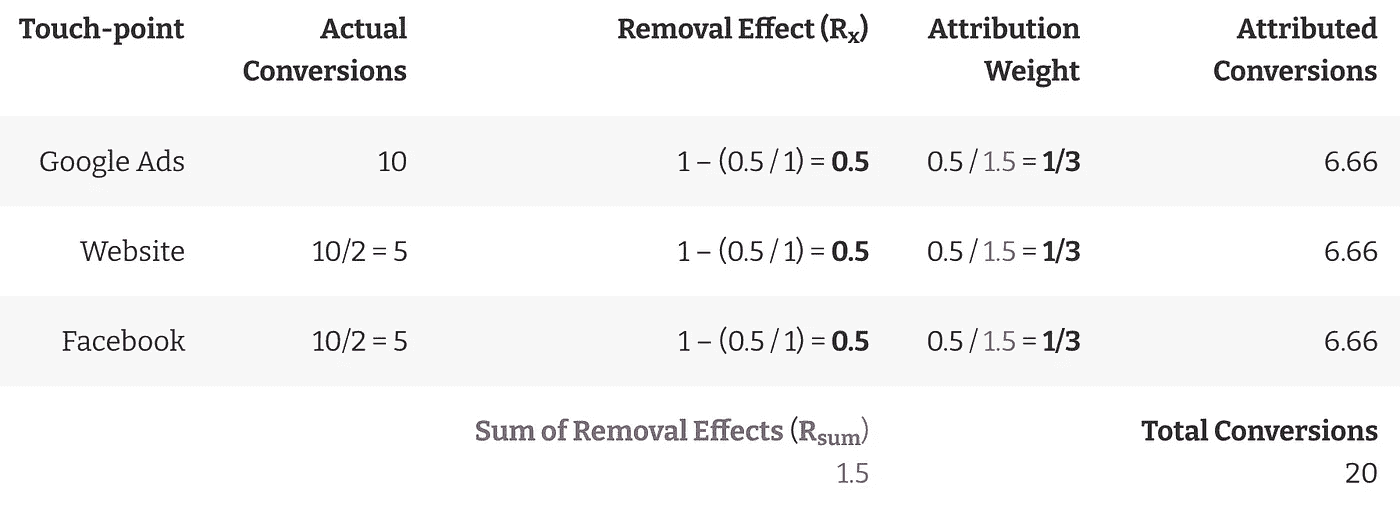 Touch-point Actual Conversions Removal Effect (Rx) Attribution Weight Attributed Conversions
Google Ads 10 1 – (0.5 / 1) = 0.5 0.5 / 1.5 = 1/3 6.66
Website 10/2 = 5 1 – (0.5 / 1) = 0.5 0.5 / 1.5 = 1/3 6.66
Facebook 10/2 = 5 1 – (0.5 / 1) = 0.5 0.5 / 1.5 = 1/3 6.66
Sum of Removal Effects (Rsum) Total Conversions
1.5 20